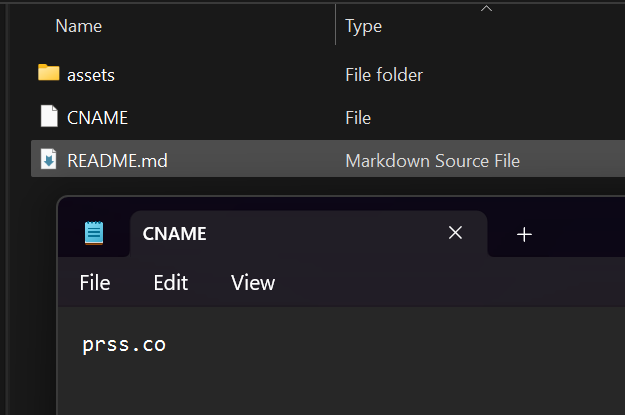 Name Type
assets File folder
CNAME File
README.md Markdown Source File
CNAME
File Edit View
prss.co